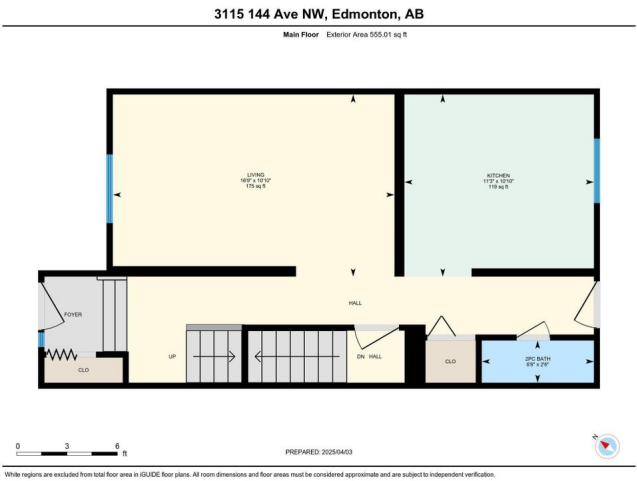 3115 144 Ave NW, Edmonton, AB
Main Floor Exterior Area 555.01 sq ft
LIVING
16'9" x 10'10"
175 sq ft
KITCHEN
11'3" x 10'10"
119 sq ft
HALL
FOYER
UP
DN HALL
CLO
CLO
2PC BATH
6'9" x 2'6"
0 3 6
ft
PREPARED: 2025/04/03
N
White regions are excluded from total floor area in iGUIDE floor plans. All room dimensions and floor areas must be considered approximate and are subject to independent verification.